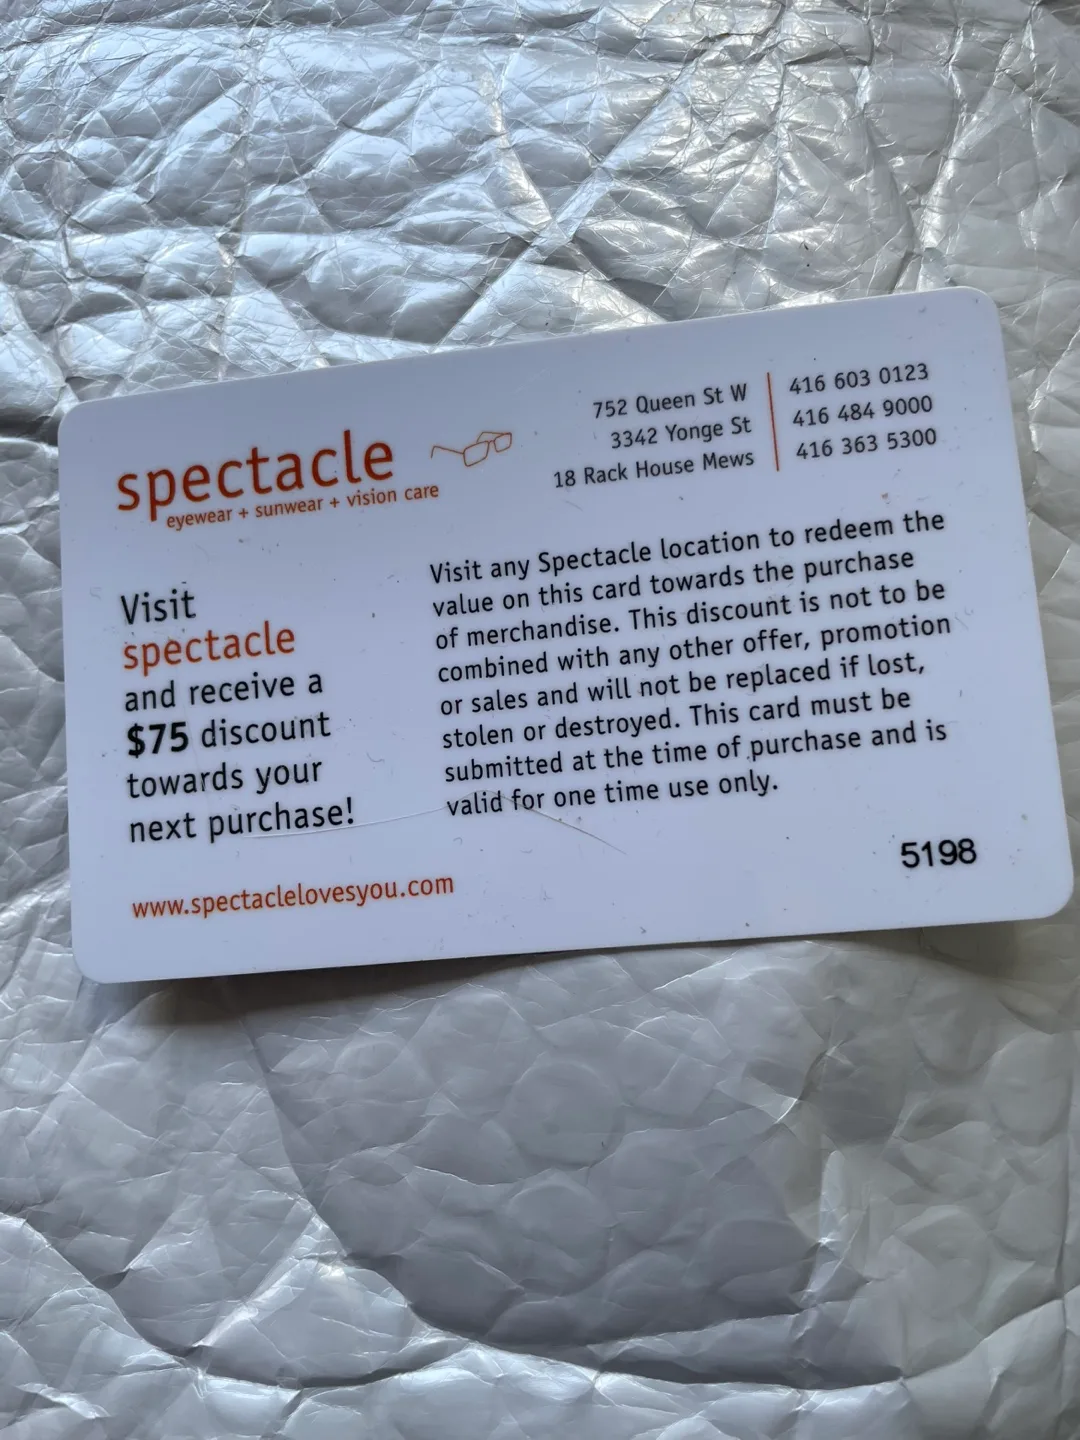 spectacle
eyewear + sunwear + vision care
752 Queen St W
3342 Yonge St
18 Rack House Mews
416 603 0123
416 484 9000
416 363 5300
Visit
spectacle
and receive a
$75 discount
towards your
next purchase!
Visit any Spectacle location to redeem the
value on this card towards the purchase
of merchandise. This discount is not to be
combined with any other offer, promotion
or sales and will not be replaced if lost,
stolen or destroyed. This card must be
submitted at the time of purchase and is
valid for one time use only.
www.spectaclelovesyou.com
5198